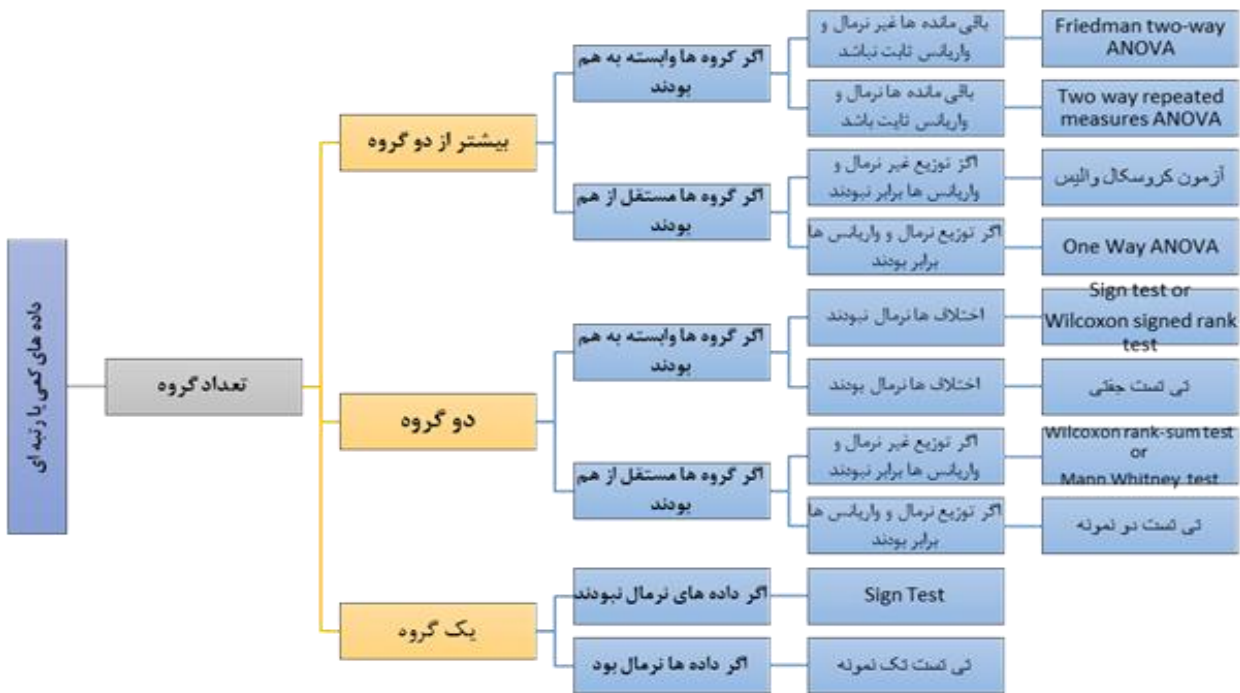 داده های کمی یا رتبه ای
تعداد گروه
بیشتر از دو گروه
اگر گروه ها وابسته به هم
بودند
باقی مانده ها غیر نرمال و
واریانس ثابت نباشد
Friedman two-way
ANOVA
باقی مانده ها نرمال و
واریانس ثابت باشد
Two way repeated
measures ANOVA
اگر گروه ها مستقل از هم
بودند
اگر توزیع غیر نرمال و
واریانس ها برابر نبودند
آزمون کروسکال والیس
اگر توزیع نرمال و واریانس ها
برابر بودند
One Way ANOVA
دو گروه
اگر گروه ها وابسته به هم
بودند
اختلاف ها نرمال نبودند
Sign test or
Wilcoxon signed rank
test
اختلاف ها نرمال بودند
تی تست جفتی
اگر گروه ها مستقل از هم
بودند
اگر توزیع غیر نرمال و
واریانس ها برابر نبودند
Wilcoxon rank-sum test
or
Mann Whitney test
اگر توزیع نرمال و واریانس ها
برابر بودند
تی تست دو نمونه
یک گروه
اگر داده های نرمال نبودند
Sign Test
اگر داده ها نرمال بود
تی تست تک نمونه